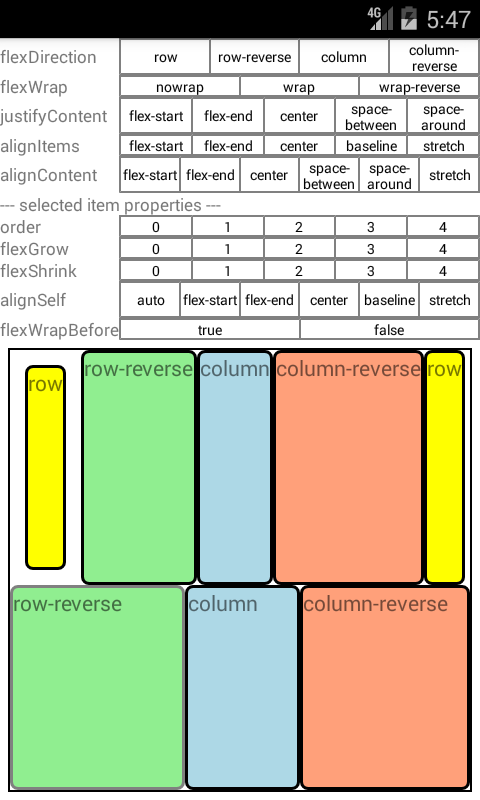 4G 5:47
flexDirection row row-reverse column column-reverse
flexWrap nowrap wrap wrap-reverse
justifyContent flex-start flex-end center space-between space-around
alignItems flex-start flex-end center baseline stretch
alignContent flex-start flex-end center space-between space-around stretch
--- selected item properties ---
order 0 1 2 3 4
flexGrow 0 1 2 3 4
flexShrink 0 1 2 3 4
alignSelf auto flex-start flex-end center baseline stretch
flexWrapBefore true false
row row-reverse column column-reverse row
row-reverse column column-reverse